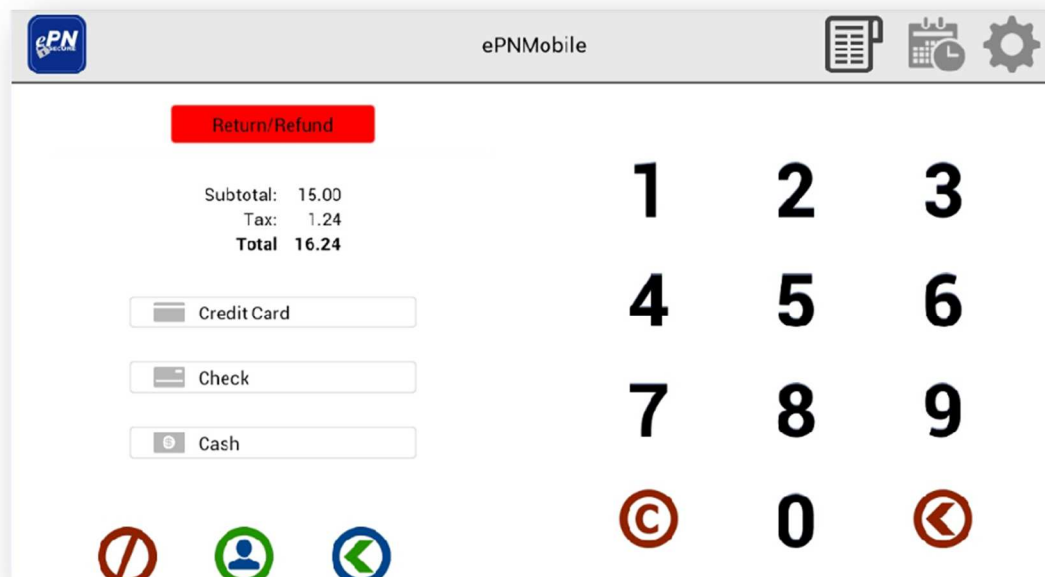 ePN
SECURE
ePNMobile
Return/Refund
Subtotal: 15.00
Tax: 1.24
Total 16.24
Credit Card
Check
Cash
1 2 3
4 5 6
7 8 9
C 0